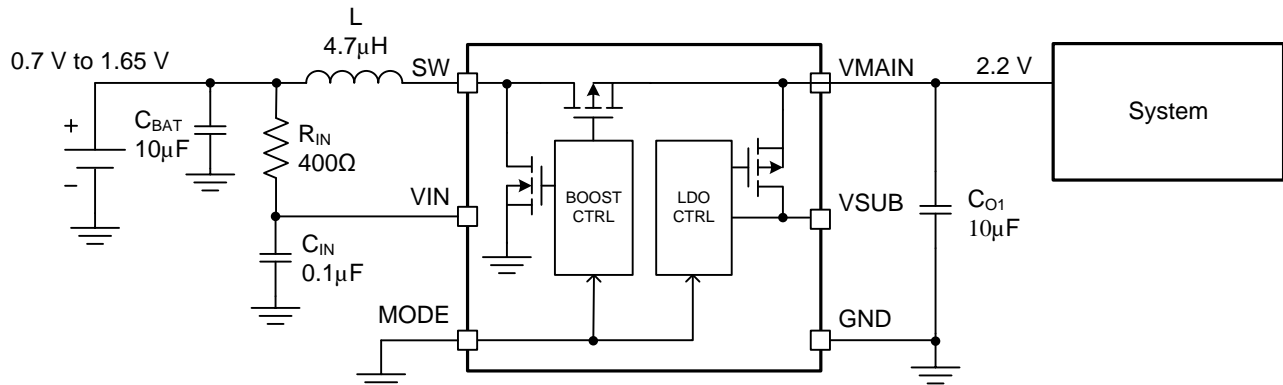 L
4.7µH
0.7 V to 1.65 V
SW
VMAIN
2.2 V
System
+
−
C_BAT
10µF
R_IN
400Ω
BOOST
CTRL
LDO
CTRL
VIN
VSUB
C_O1
10µF
C_IN
0.1µF
MODE
GND